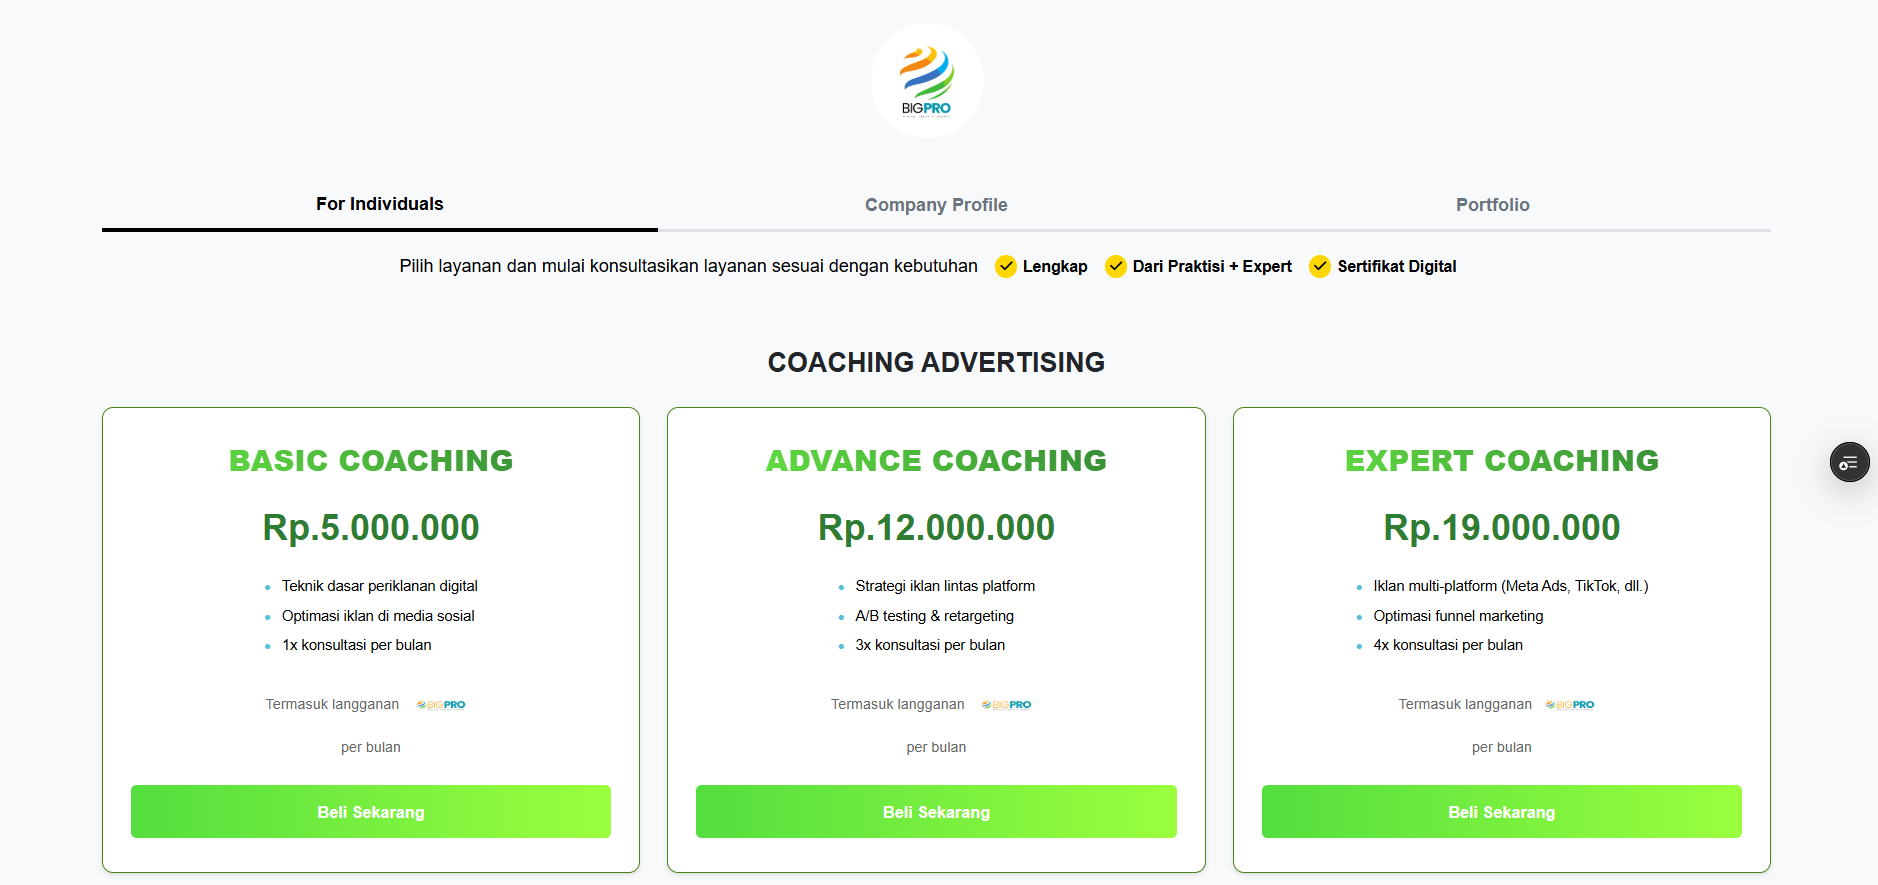 BIGPRO
For Individuals
Company Profile
Portfolio
Pilih layanan dan mulai konsultasikan layanan sesuai dengan kebutuhan Lengkap Dari Praktisi + Expert Sertifikat Digital
COACHING ADVERTISING
BASIC COACHING
Rp.5.000.000
Teknik dasar periklanan digital
Optimasi iklan di media sosial
1x konsultasi per bulan
Termasuk langganan BIGPRO
per bulan
Beli Sekarang
ADVANCE COACHING
Rp.12.000.000
Strategi iklan lintas platform
A/B testing & retargeting
3x konsultasi per bulan
Termasuk langganan BIGPRO
per bulan
Beli Sekarang
EXPERT COACHING
Rp.19.000.000
Iklan multi-platform (Meta Ads, TikTok, dll.)
Optimasi funnel marketing
4x konsultasi per bulan
Termasuk langganan BIGPRO
per bulan
Beli Sekarang